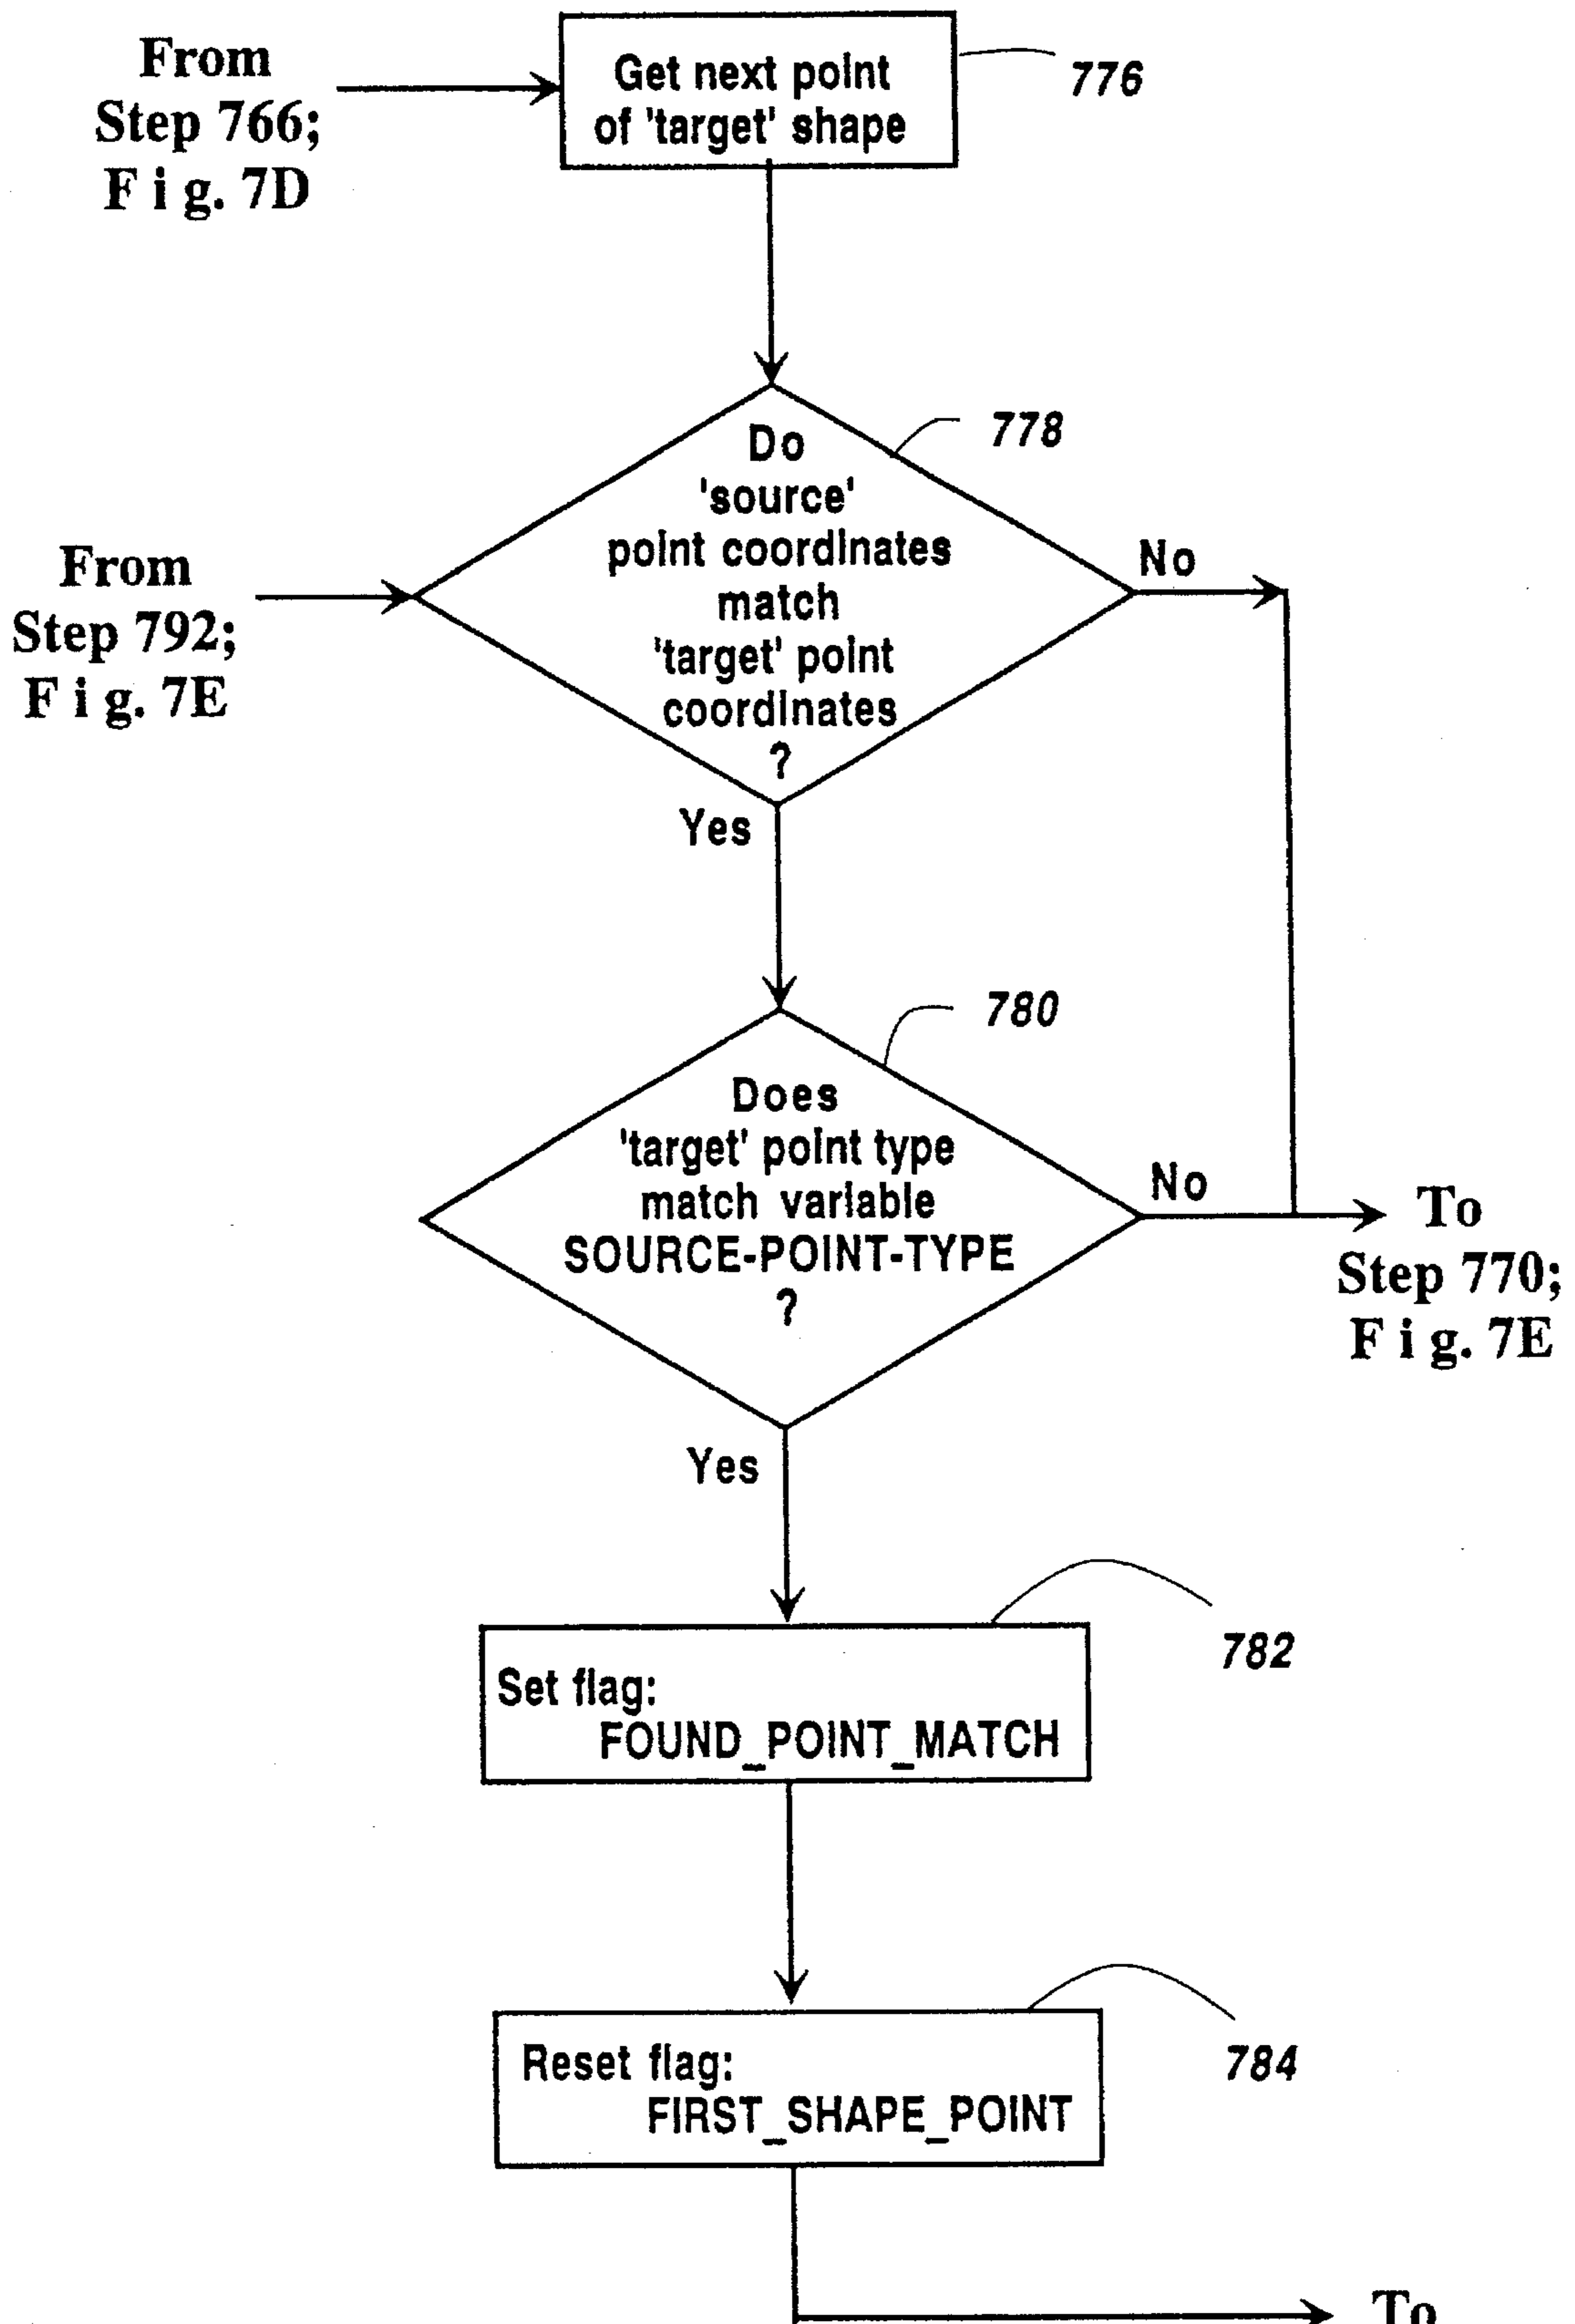 From
Step 766;
Fig. 7D
Get next point
of 'target' shape
776
Do
'source'
point coordinates
match
'target' point
coordinates
?
778
No
From
Step 792;
Fig. 7E
Yes
780
Does
'target' point type
match variable
SOURCE-POINT-TYPE
?
No
To
Step 770;
Fig. 7E
Yes
782
Set flag:
FOUND_POINT_MATCH
784
Reset flag:
FIRST_SHAPE_POINT
To